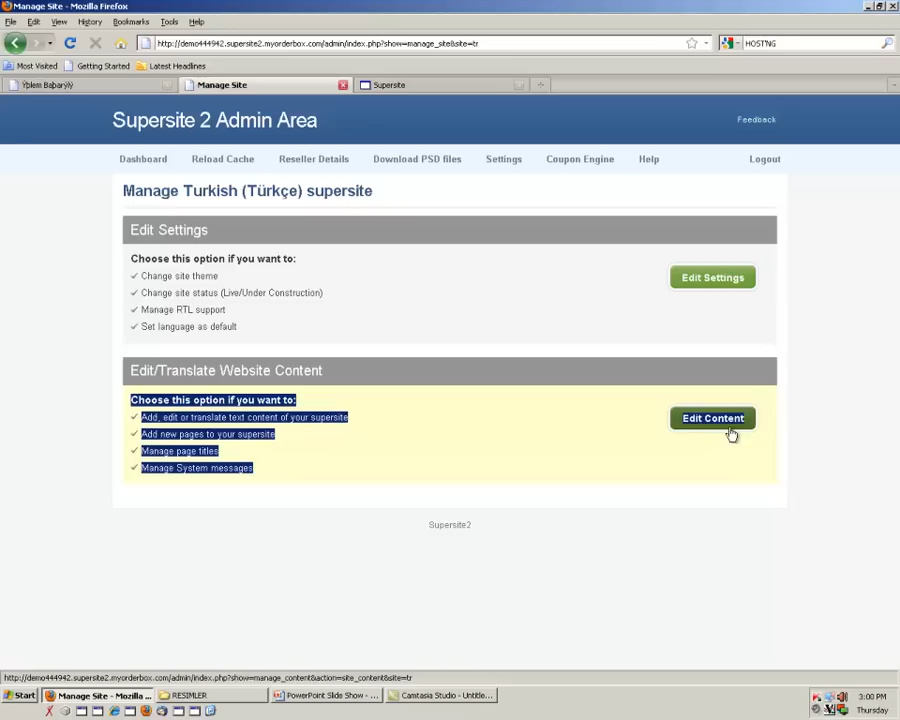 Manage Site - Mozilla Firefox
File Edit View History Bookmarks Tools Help
http://demo444942.supersite2.myorderbox.com/admin/index.php?show=manage_site&site=tr
HOST'NG
Most Visited Getting Started Latest Headlines
Manage Site Supersite
Supersite 2 Admin Area
Feedback
Dashboard Reload Cache Reseller Details Download PSD files Settings Coupon Engine Help Logout
Manage Turkish (Türkçe) supersite
Edit Settings
Choose this option if you want to:
Change site theme
Edit Settings
Change site status (Live/Under Construction)
Manage RTL support
Set language as default
Edit/Translate Website Content
Choose this option if you want to:
Add, edit or translate text content of your supersite
Edit Content
Add new pages to your supersite
Manage page titles
Manage System messages
Supersite2
http://demo444942.supersite2.myorderbox.com/admin/index.php?show=manage_content&action=site_content&site=tr
Start Manage Site - Mozilla ... RESIMLER PowerPoint Slide Show - ... Camtasia Studio - Untitle...
3:00 PM
Thursday